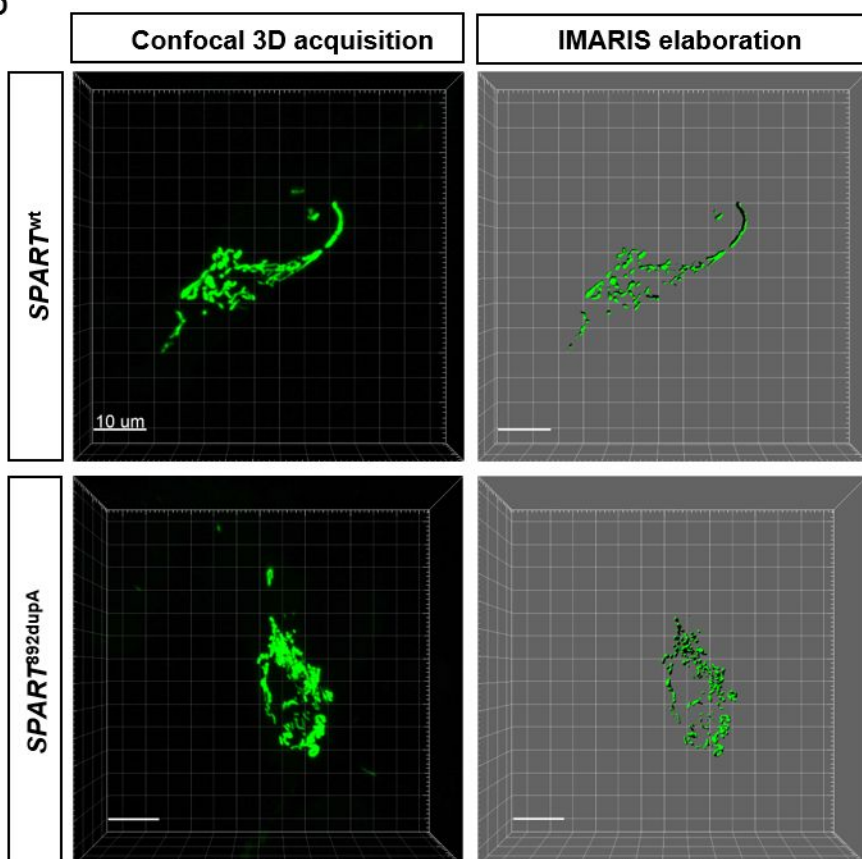 Confocal 3D acquisition
IMARIS elaboration
SPARTwt
10 um
SPART892dupA